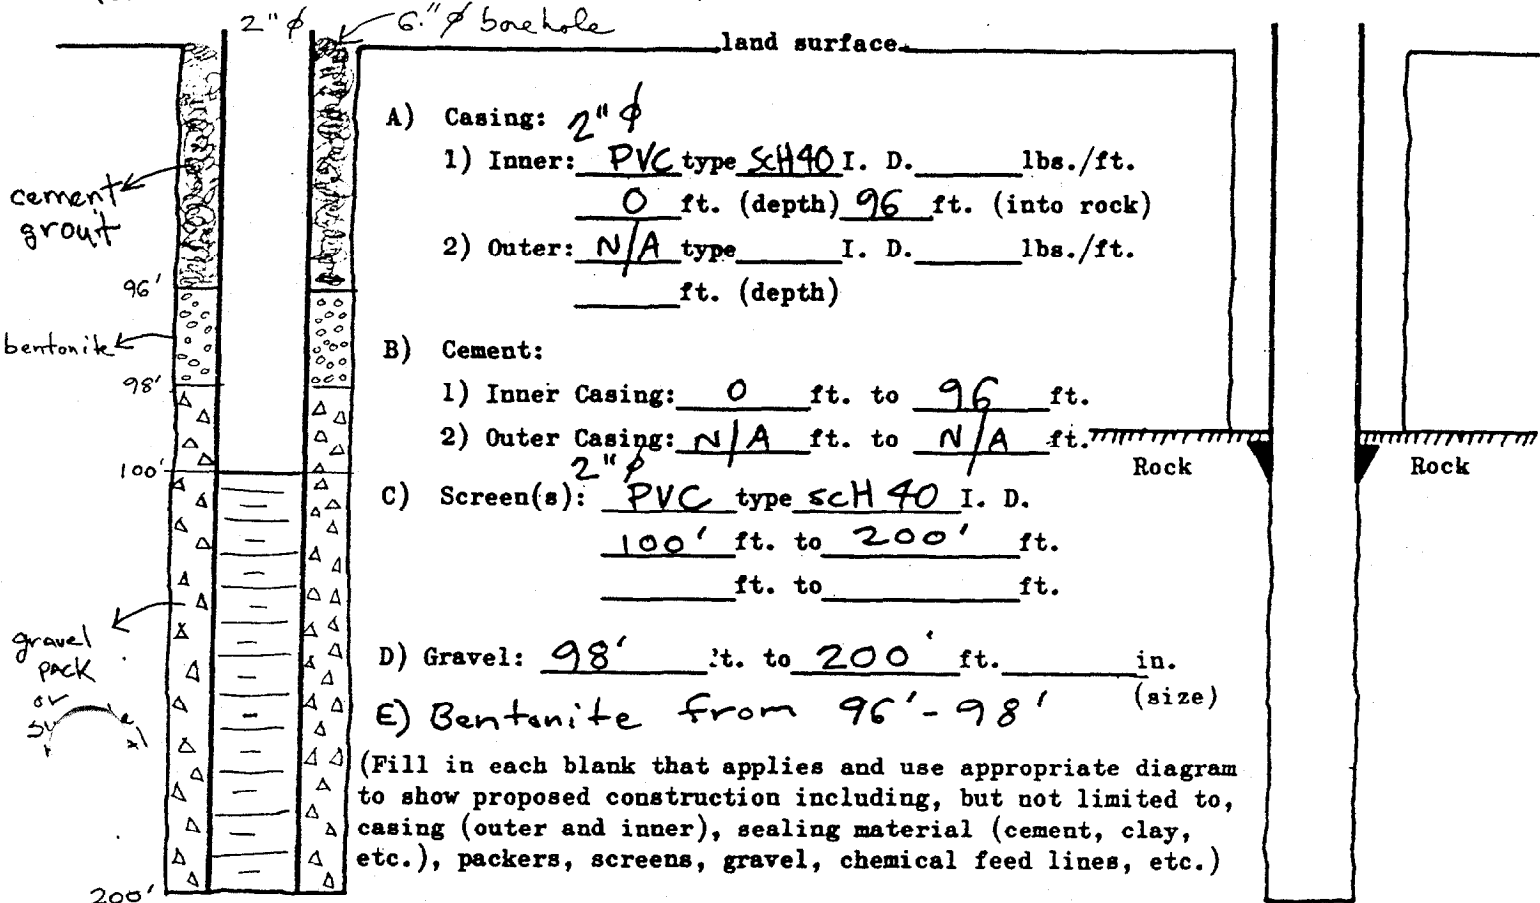 2" φ
6." φ borehole
land surface
A) Casing: 2" φ
1) Inner: PVC type SCH40 I. D. lbs./ft.
0 ft. (depth) 96 ft. (into rock)
2) Outer: N/A type I. D. lbs./ft.
ft. (depth)
cement
grout
96'
bentonite
98'
100'
B) Cement:
1) Inner Casing: 0 ft. to 96 ft.
2) Outer Casing: N/A ft. to N/A ft.
Rock
Rock
2" φ
C) Screen(s): PVC type SCH 40 I. D.
100' ft. to 200' ft.
ft. to ft.
gravel
pack
or
D) Gravel: 98' ft. to 200' ft. in.
(size)
E) Bentonite from 96'-98'
(Fill in each blank that applies and use appropriate diagram
to show proposed construction including, but not limited to,
casing (outer and inner), sealing material (cement, clay,
etc.), packers, screens, gravel, chemical feed lines, etc.)
200'